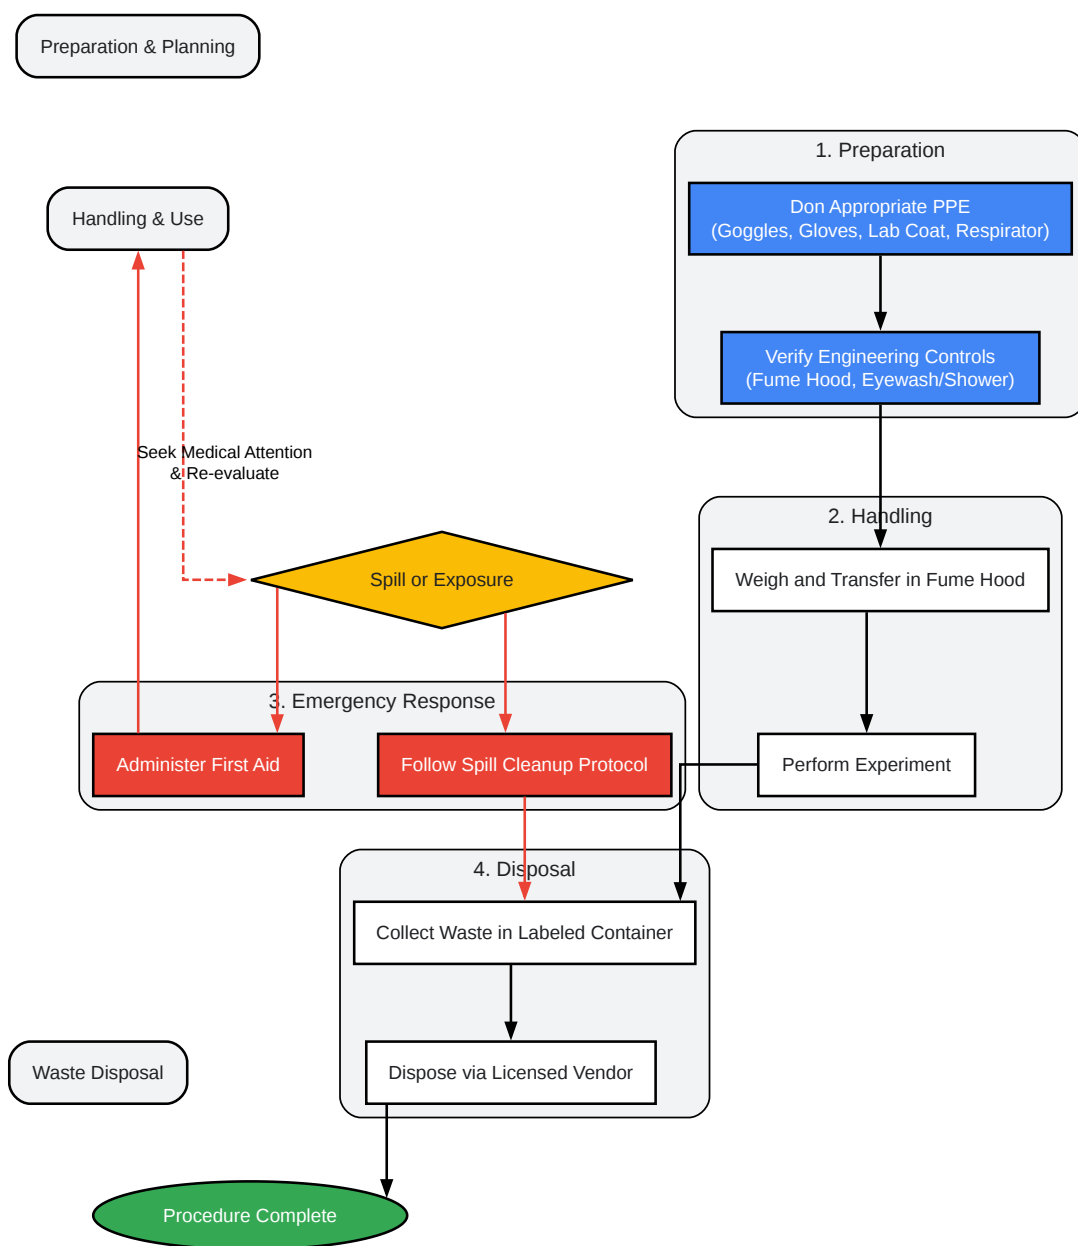 Preparation & Planning
1. Preparation
Don Appropriate PPE
(Goggles, Gloves, Lab Coat, Respirator)
Handling & Use
Verify Engineering Controls
(Fume Hood, Eyewash/Shower)
Seek Medical Attention
& Re-evaluate
2. Handling
Spill or Exposure
Weigh and Transfer in Fume Hood
3. Emergency Response
Administer First Aid
Follow Spill Cleanup Protocol
Perform Experiment
4. Disposal
Collect Waste in Labeled Container
Waste Disposal
Dispose via Licensed Vendor
Procedure Complete